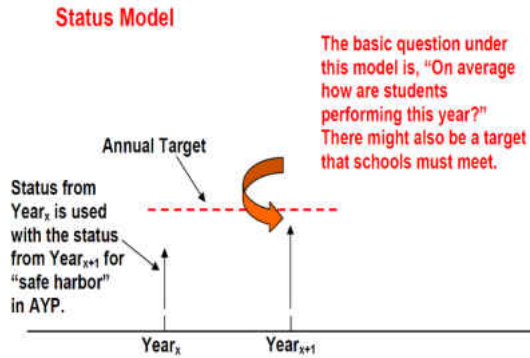 Status Model
The basic question under
this model is, “On average
how are students
performing this year?”
There might also be a target
that schools must meet.
Annual Target
Status from
Yearx is used
with the status
from Yearx+1 for
“safe harbor”
in AYP.
Yearx
Yearx+1